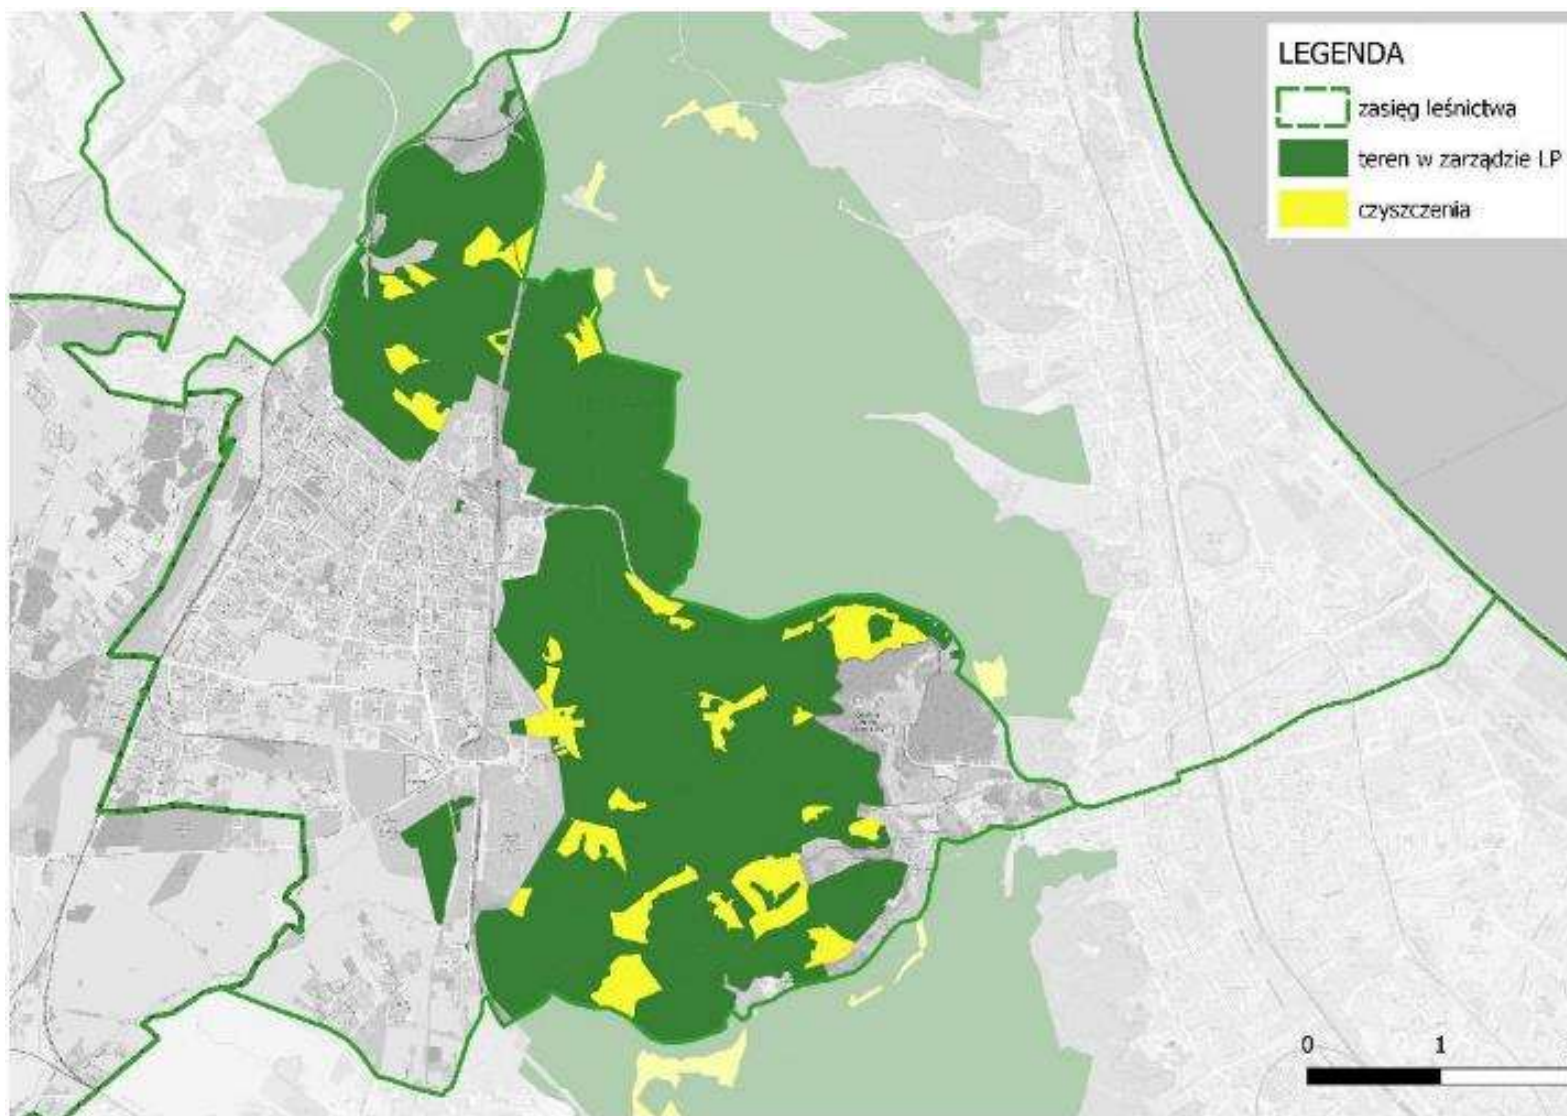 LEGENDA
zasięg leśnictwa
teren w zarządzie LP
czyszczenia
0 1